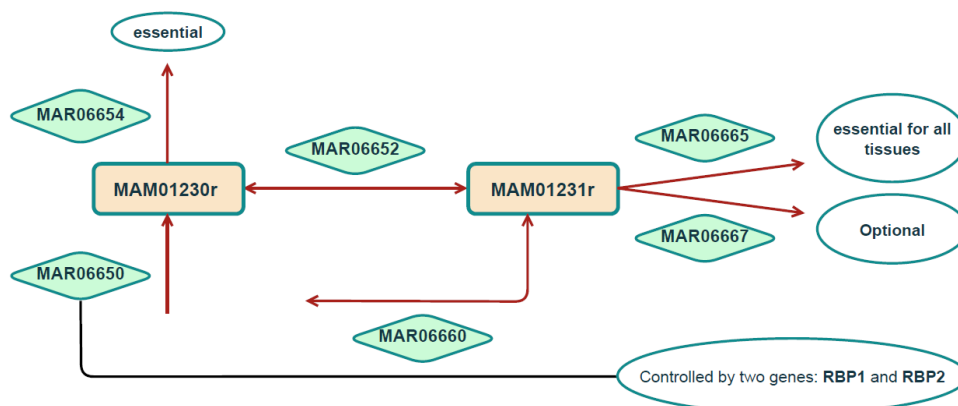 essential
MAR06654
MAR06652
MAR06665
essential for all
tissues
MAM01230r
MAM01231r
MAR06667
Optional
MAR06650
MAR06660
Controlled by two genes: RBP1 and RBP2